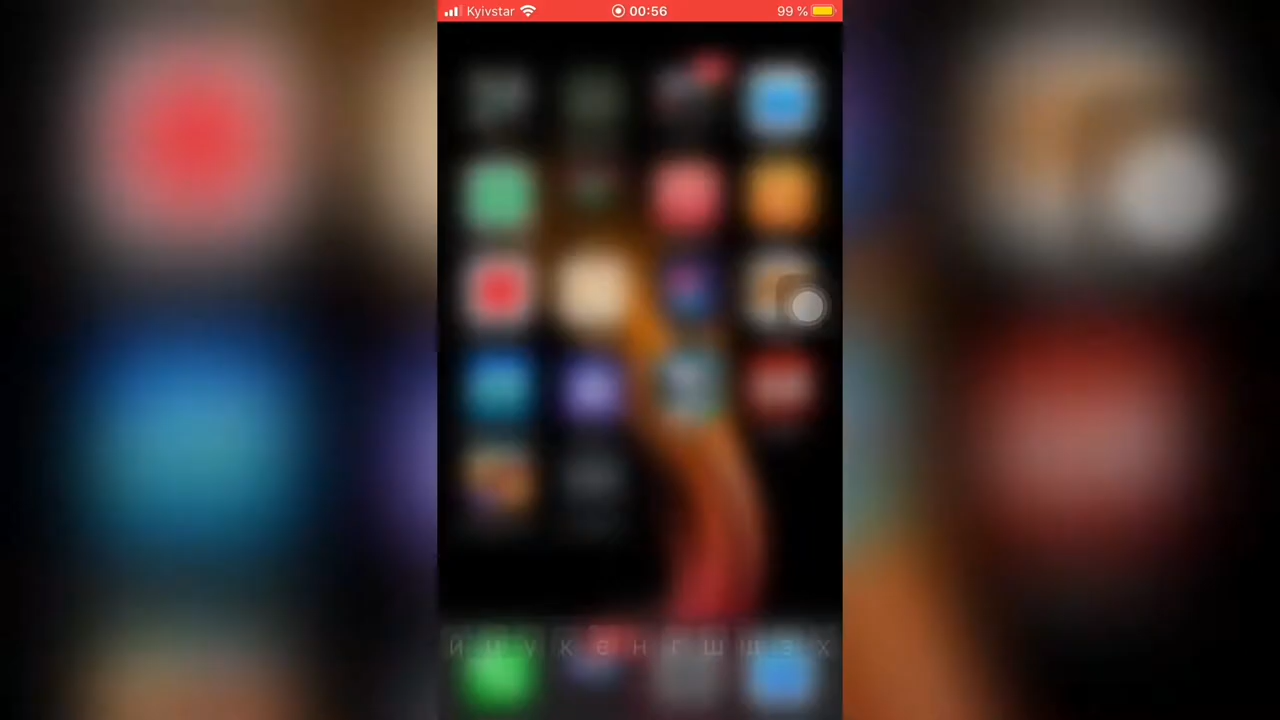 Kyivstar 00:56 99 %
Й Ц У К Е Н Г Ш Щ З Х